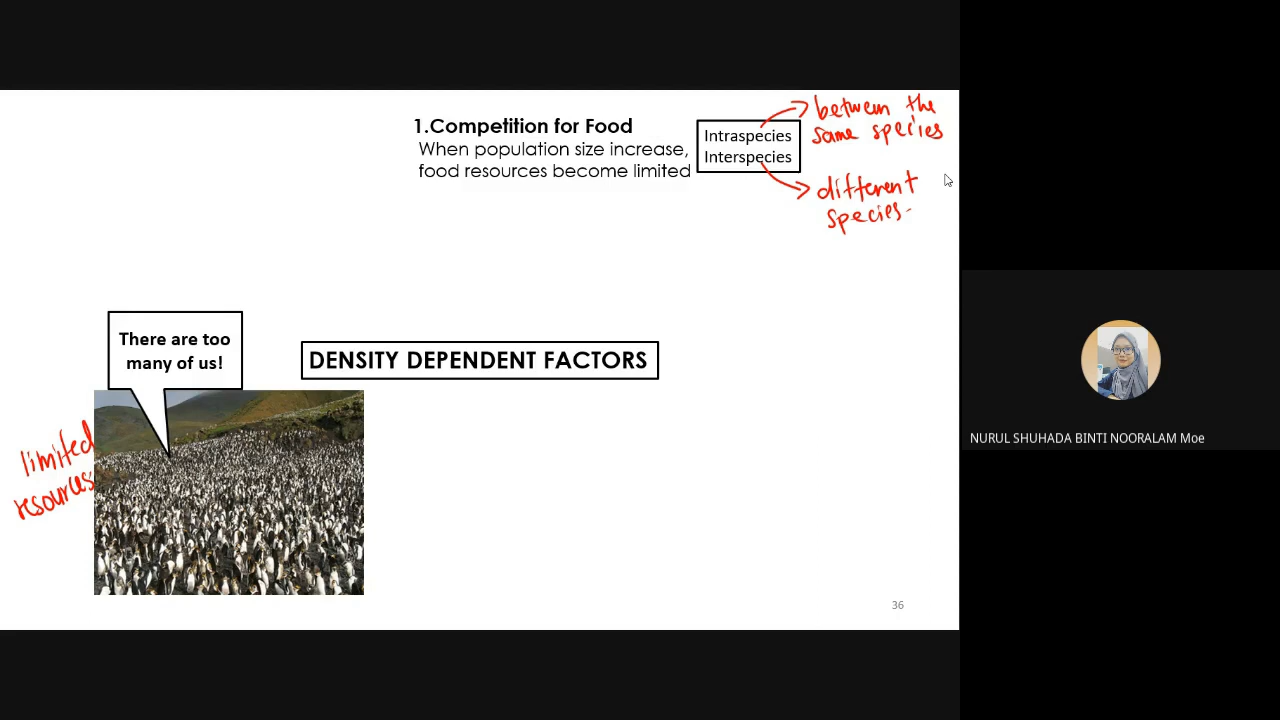 1.Competition for Food
When population size increase,
food resources become limited
Intraspecies
Interspecies
between the
same species
different
species-
There are too
many of us!
DENSITY DEPENDENT FACTORS
limited
resources
36
NURUL SHUHADA BINTI NOORALAM Moe